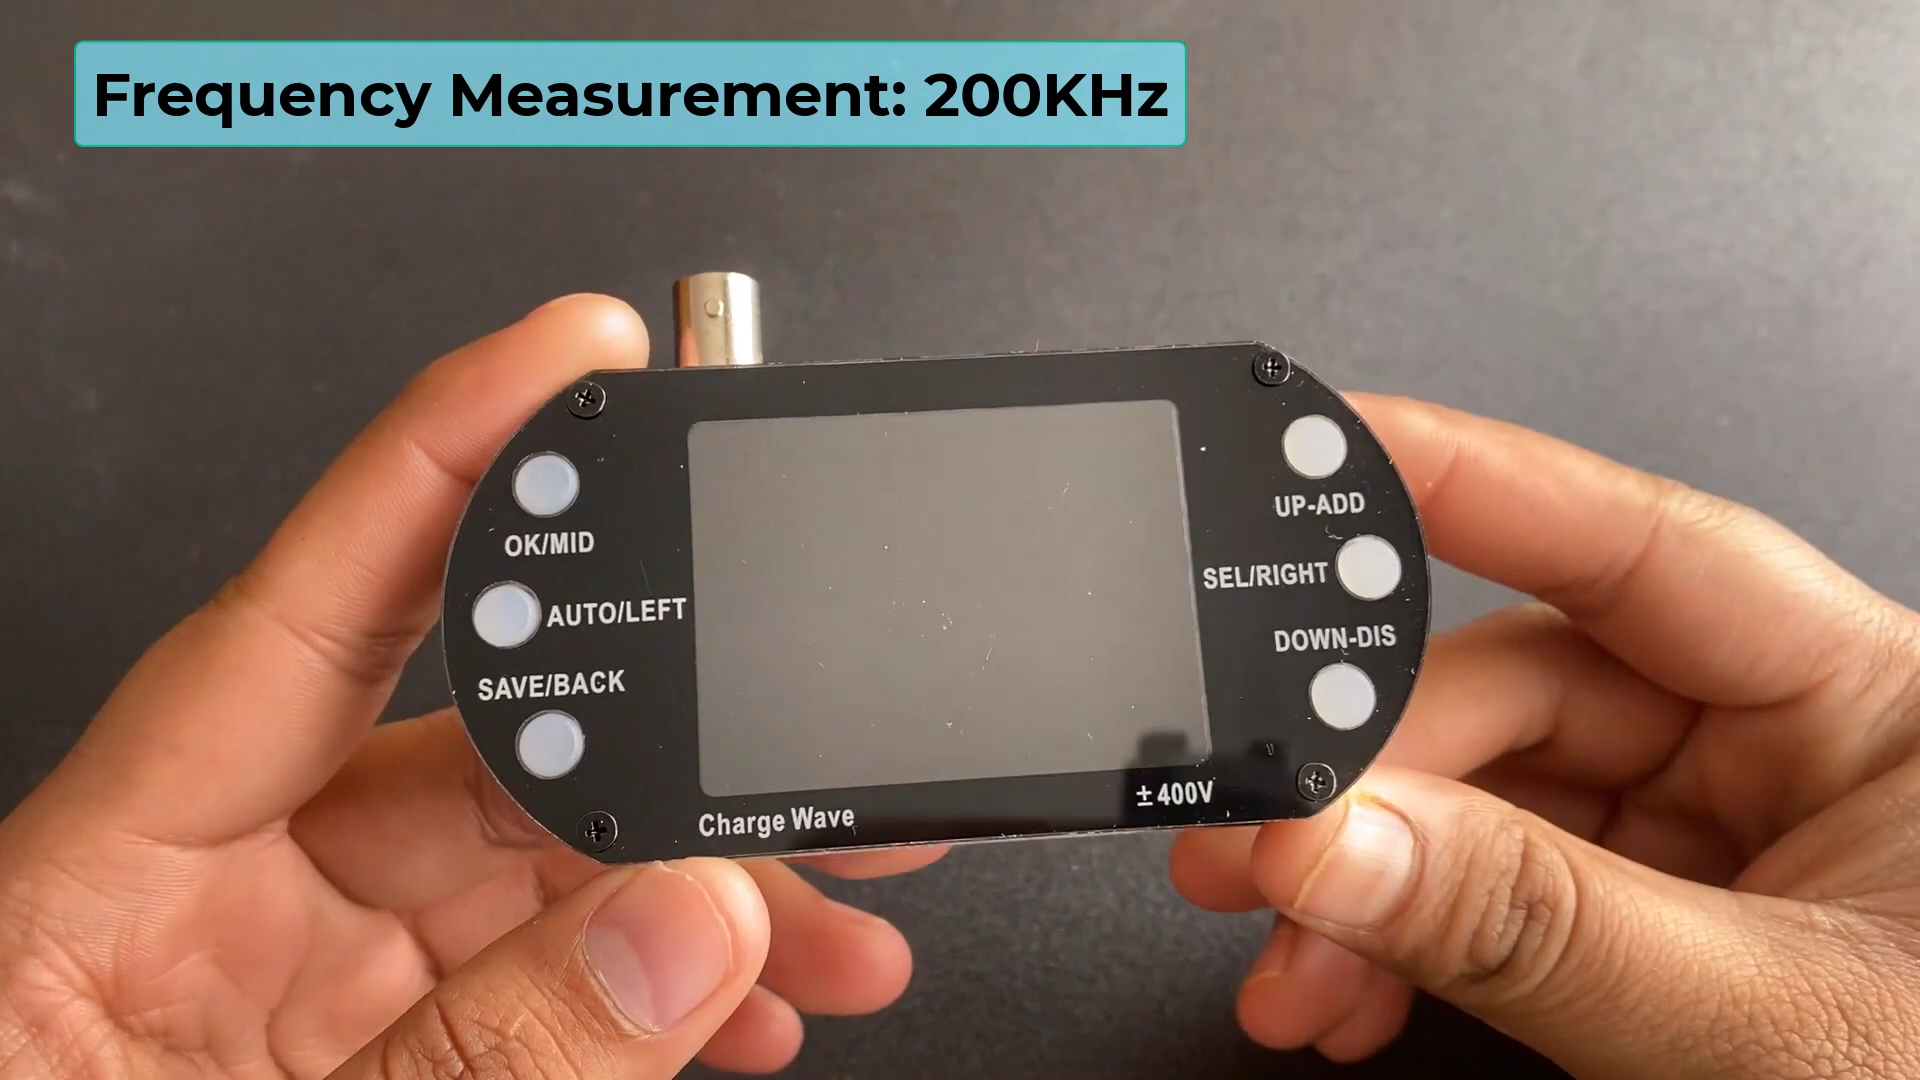 Frequency Measurement: 200KHz
OK/MID
AUTO/LEFT
SAVE/BACK
UP-ADD
SEL/RIGHT
DOWN-DIS
Charge Wave
±400V